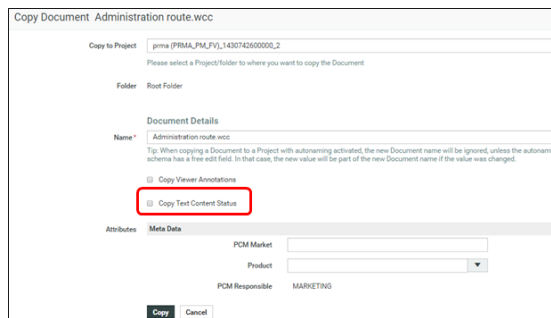 Copy Document Administration route.wcc
Copy to Project
prma (PRMA_PM_FV)_1430742600000_2
Please select a Project/folder to where you want to copy the Document
Folder Root Folder
Document Details
Name* Administration route.wcc
Tip: When copying a Document to a Project with autonaming activated, the new Document name will be ignored, unless the autonam
schema has a free edit field. In that case, the new value will be part of the new Document name if the value was changed.
Copy Viewer Annotations
Copy Text Content Status
Attributes Meta Data
PCM Market
Product
PCM Responsible MARKETING
Copy Cancel